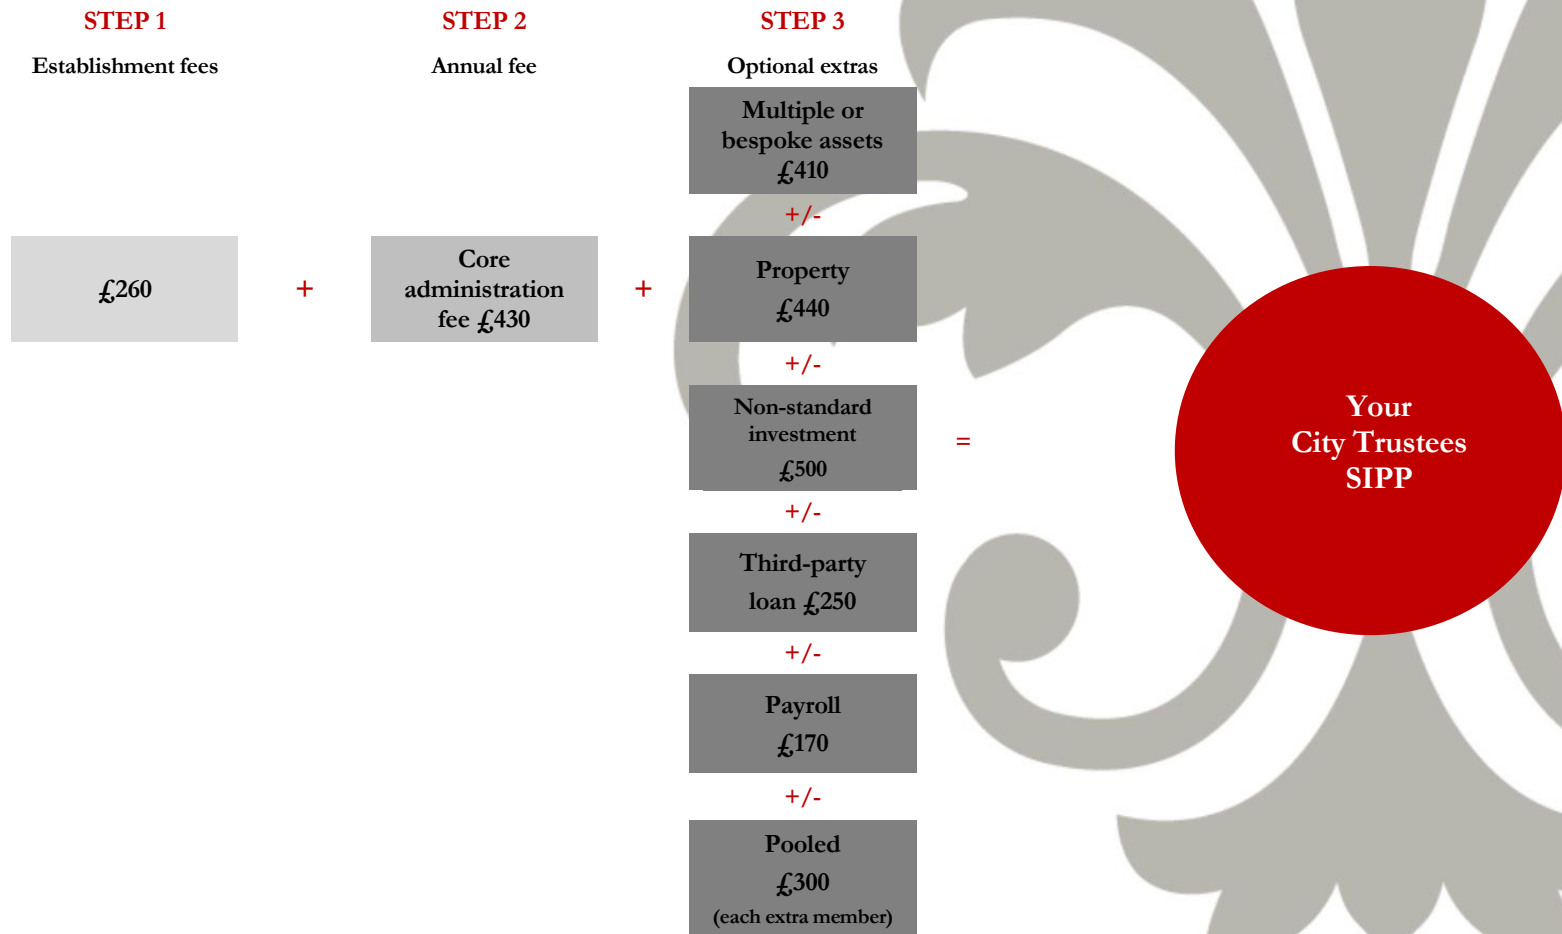 STEP 1
Establishment fees
£260
+
STEP 2
Annual fee
Core
administration
fee £430
+
STEP 3
Optional extras
Multiple or
bespoke assets
£410
+/-
Property
£440
+/-
Non-standard
investment
£500
+/-
Third-party
loan £250
+/-
Payroll
£170
+/-
Pooled
£300
(each extra member)
=
Your
City Trustees
SIPP